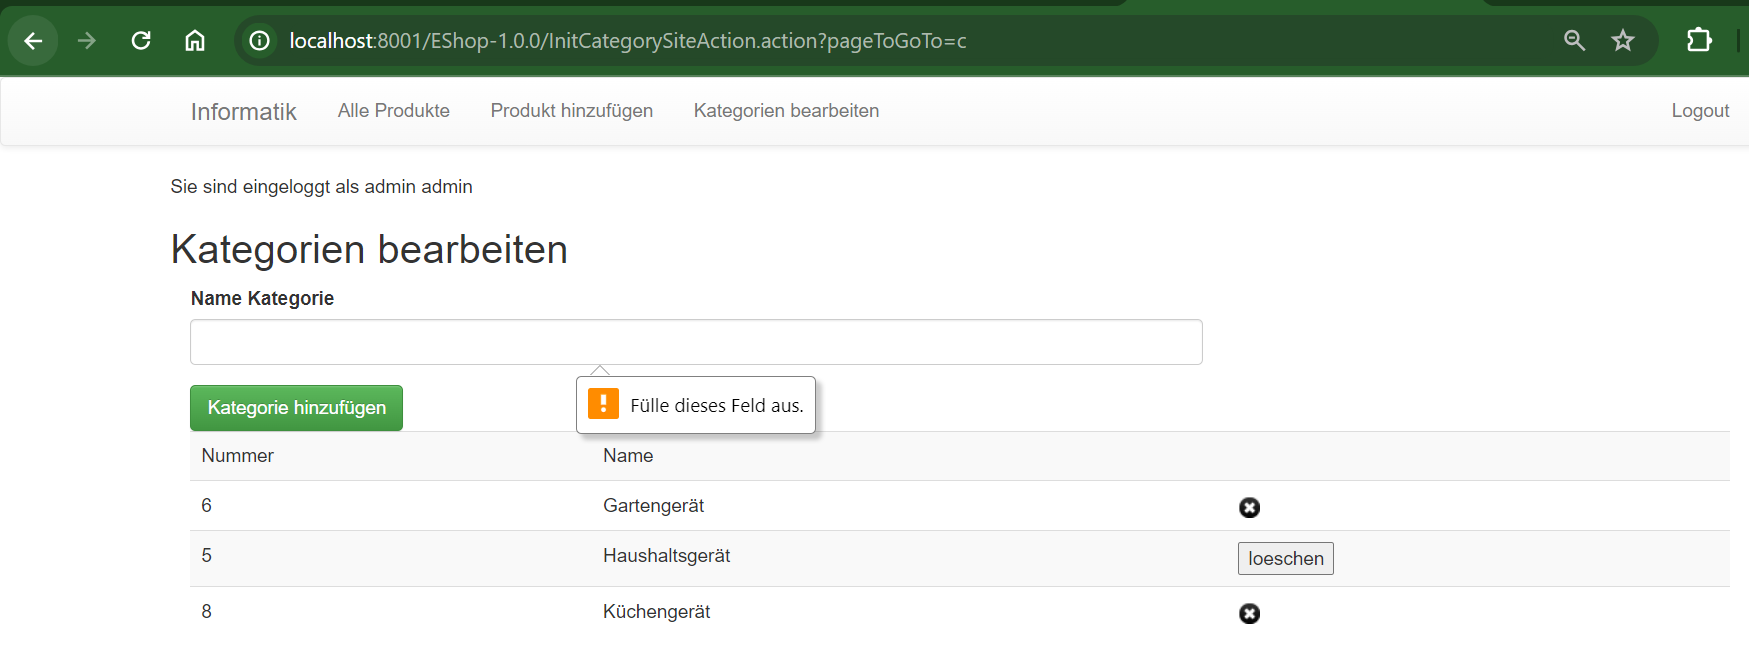 localhost:8001/EShop-1.0.0/InitCategorySiteAction.action?pageToGoTo=c
Informatik Alle Produkte Produkt hinzufügen Kategorien bearbeiten Logout
Sie sind eingeloggt als admin admin
Kategorien bearbeiten
Name Kategorie
Kategorie hinzufügen
Fülle dieses Feld aus.
Nummer Name
6 Gartengerät
5 Haushaltsgerät loeschen
8 Küchengerät